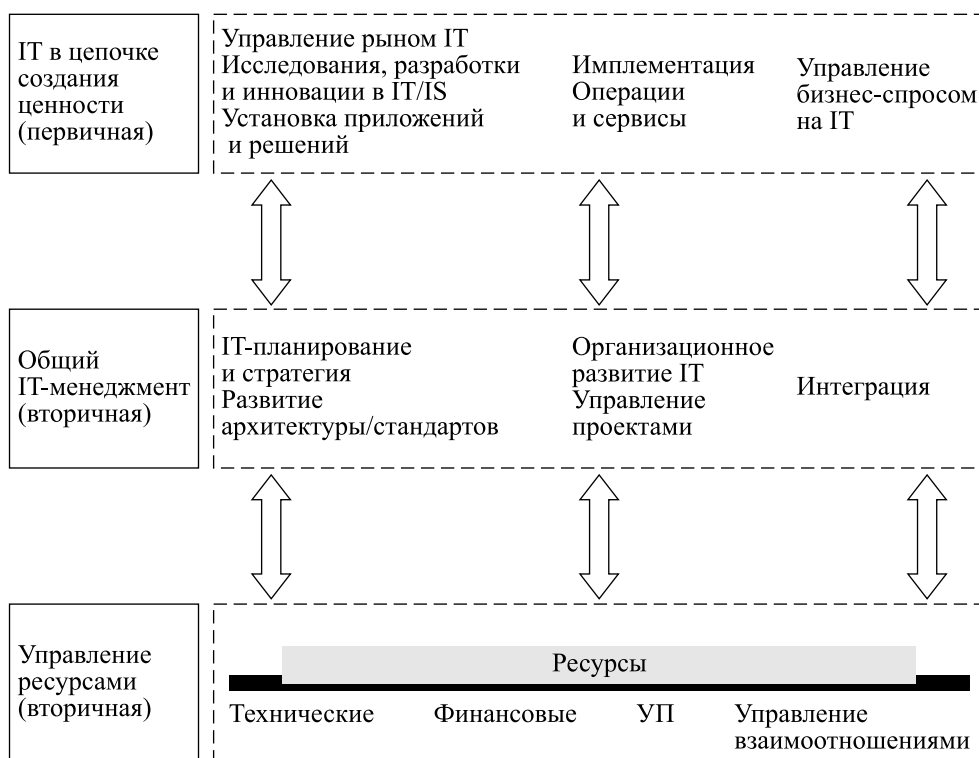 IT в цепочке
создания
ценности
(первичная)
Управление рыном IT
Исследования, разработки
и инновации в IT/IS
Установка приложений
и решений
Имплементация
Операции
и сервисы
Управление
бизнес-спросом
на IT
Общий
IT-менеджмент
(вторичная)
IT-планирование
и стратегия
Развитие
архитектуры/стандартов
Организационное
развитие IT
Управление
проектами
Интеграция
Управление
ресурсами
(вторичная)
Ресурсы
Технические
Финансовые
УП
Управление
взаимоотношениями